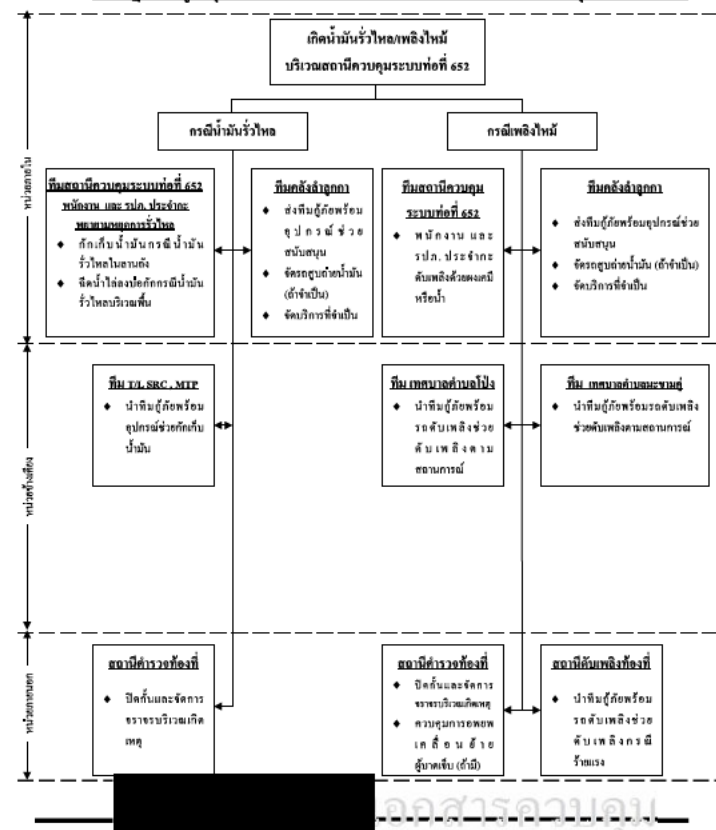 เกิดน้ำมันรั่วไหล/เพลิงไหม้
บริเวณสถานีควบคุมระบบท่อที่ 652
กรณีน้ำมันรั่วไหล
กรณีเพลิงไหม้
หน่วยภายใน
ทีมสถานีควบคุมระบบท่อที่ 652
พนักงาน และ รปภ. ประจำกะ
พยายามหยุดการรั่วไหล
♦ กักเก็บน้ำมันกรณีน้ำมัน
รั่วไหลในลานถัง
♦ ฉีดน้ำไล่ลงบ่อกักกรณีน้ำมัน
รั่วไหลบริเวณพื้น
ทีมคลังลำลูกกา
♦ ส่งทีมกู้ภัยพร้อม
อุปกรณ์ช่วย
สนับสนุน
♦ จัดรถสูบถ่ายน้ำมัน
(ถ้าจำเป็น)
♦ จัดบริการที่จำเป็น
ทีมสถานีควบคุม
ระบบท่อที่ 652
♦ พนักงาน และ
รปภ. ประจำกะ
ดับเพลิงด้วยผงเคมี
หรือน้ำ
ทีมคลังลำลูกกา
♦ ส่งทีมกู้ภัยพร้อมอุปกรณ์ช่วย
สนับสนุน
♦ จัดรถสูบถ่ายน้ำมัน (ถ้าจำเป็น)
♦ จัดบริการที่จำเป็น
หน่วยข้างเคียง
ทีม T/L SRC , MTP
♦ นำทีมกู้ภัยพร้อม
อุปกรณ์ช่วยกักเก็บ
น้ำมัน
ทีม เทศบาลตำบลโป่ง
♦ นำทีมกู้ภัยพร้อม
รถดับเพลิงช่วย
ดับเพลิงตาม
สถานการณ์
ทีม เทศบาลตำบลมะขามคู่
♦ นำทีมกู้ภัยพร้อมรถดับเพลิง
ช่วยดับเพลิงตามสถานการณ์
หน่วยภายนอก
สถานีตำรวจท้องที่
♦ ปิดกั้นและจัดการ
จราจรบริเวณเกิด
เหตุ
สถานีตำรวจท้องที่
♦ ปิดกั้นและจัดการ
จราจรบริเวณเกิดเหตุ
♦ ควบคุมการอพยพ
เคลื่อนย้าย
ผู้บาดเจ็บ (ถ้ามี)
สถานีดับเพลิงท้องที่
♦ นำทีมกู้ภัยพร้อม
รถดับเพลิงช่วย
ดับเพลิงกรณี
ร้ายแรง
เอกสารควบคุม